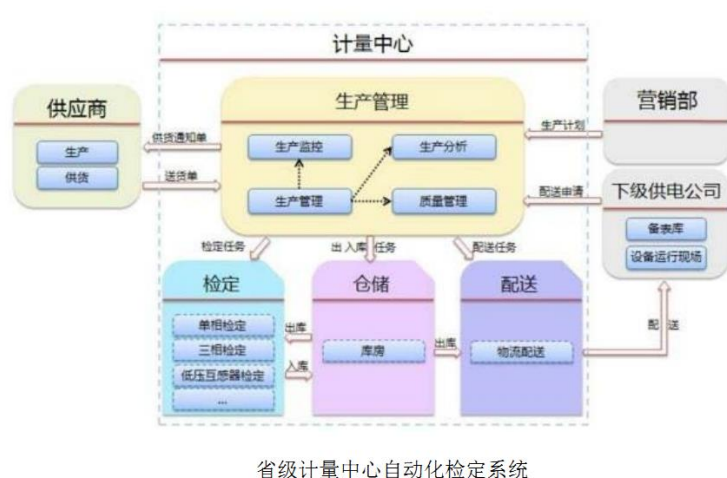 计量中心
供应商
生产
供货
供货通知单
送货单
生产管理
生产监控
生产分析
生产管理
质量管理
生产计划
配送申请
营销部
下级供电公司
备表库
设备运行现场
检定任务
出入库任务
配送任务
检定
单相检定
三相检定
低压互感器检定
...
出库
入库
仓储
库房
出库
配送
物流配送
配送
省级计量中心自动化检定系统